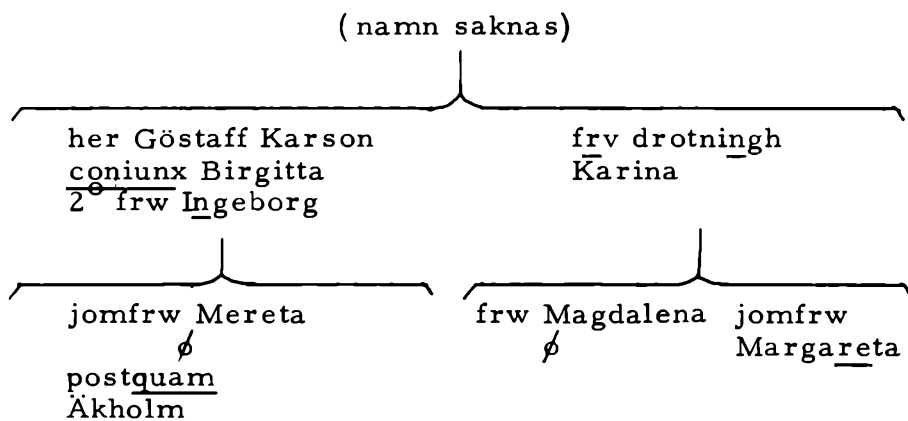 (namn saknas)
her Göstaff Karson
coniunx Birgitta
2° frw Ingeborg
frv drotningh
Karina
jomfrw Mereta
ø
postquam
Äkholm
frw Magdalena
ø
jomfrw
Margareta